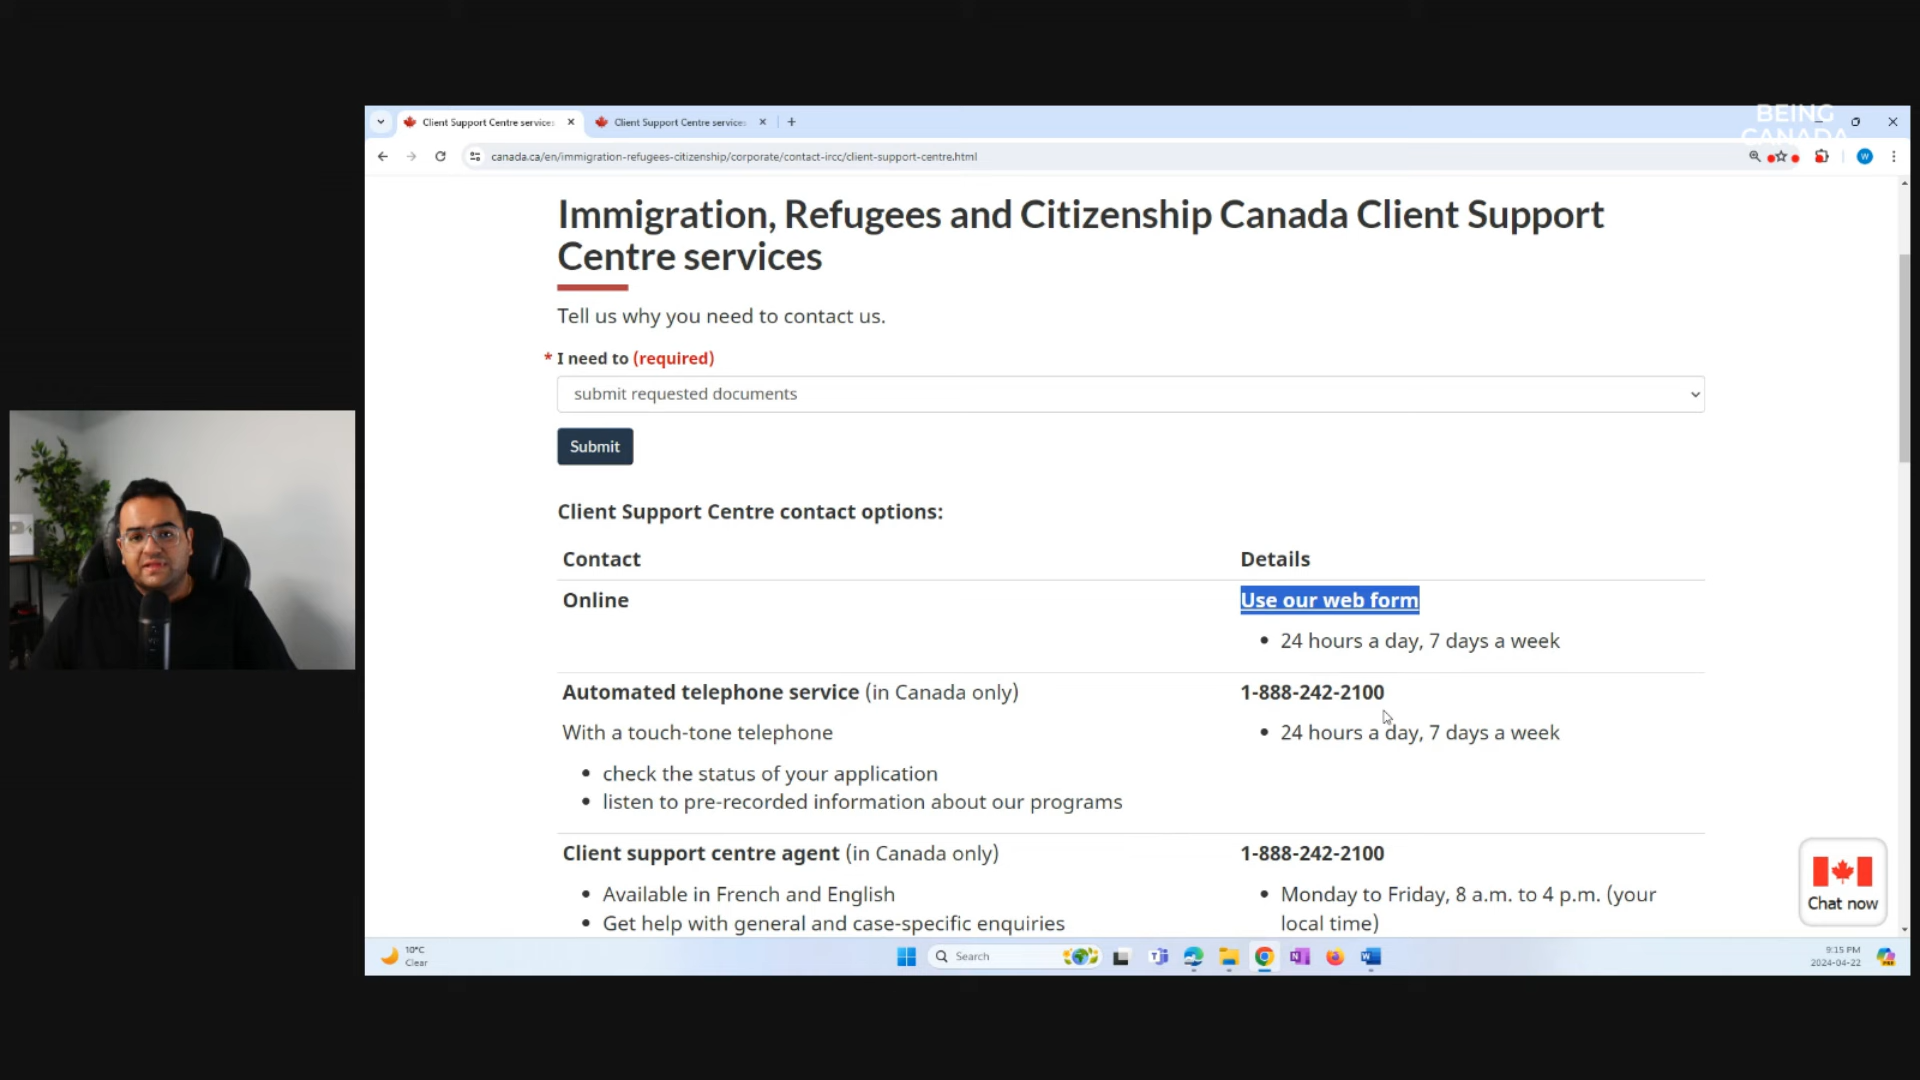 BEING
CANADA
Client Support Centre services
Client Support Centre services
canada.ca/en/immigration-refugees-citizenship/corporate/contact-ircc/client-support-centre.html
W
Immigration, Refugees and Citizenship Canada Client Support
Centre services
Tell us why you need to contact us.
* I need to (required)
submit requested documents
Submit
Client Support Centre contact options:
Contact Details
Online Use our web form
• 24 hours a day, 7 days a week
Automated telephone service (in Canada only) 1-888-242-2100
With a touch-tone telephone • 24 hours a day, 7 days a week
• check the status of your application
• listen to pre-recorded information about our programs
Client support centre agent (in Canada only) 1-888-242-2100
• Available in French and English • Monday to Friday, 8 a.m. to 4 p.m. (your
• Get help with general and case-specific enquiries local time)
Chat now
10°C
Clear
Search
9:15 PM
2024-04-22